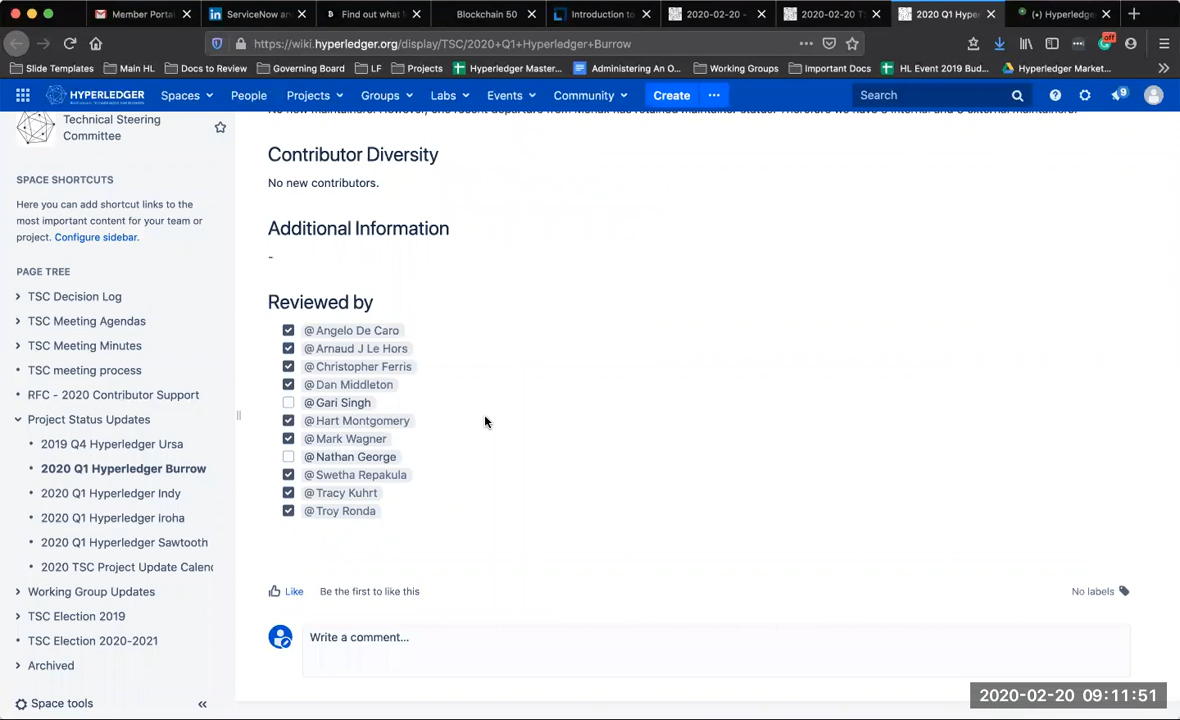 Member Portal
ServiceNow an
Find out what
Blockchain 50
Introduction to
2020-02-20 -
2020-02-20 T
2020 Q1 Hyper
(•) Hyperledge
https://wiki.hyperledger.org/display/TSC/2020+Q1+Hyperledger+Burrow
off
Slide Templates
Main HL
Docs to Review
Governing Board
LF
Projects
Hyperledger Master...
Administering An O...
Working Groups
Important Docs
HL Event 2019 Bud...
Hyperledger Market...
HYPERLEDGER
Spaces
People
Projects
Groups
Labs
Events
Community
Create
Search
9
Technical Steering
Committee
SPACE SHORTCUTS
Here you can add shortcut links to the
most important content for your team or
project. Configure sidebar.
PAGE TREE
TSC Decision Log
TSC Meeting Agendas
TSC Meeting Minutes
TSC meeting process
RFC - 2020 Contributor Support
Project Status Updates
2019 Q4 Hyperledger Ursa
2020 Q1 Hyperledger Burrow
2020 Q1 Hyperledger Indy
2020 Q1 Hyperledger Iroha
2020 Q1 Hyperledger Sawtooth
2020 TSC Project Update Calend
Working Group Updates
TSC Election 2019
TSC Election 2020-2021
Archived
Space tools
Contributor Diversity
No new contributors.
Additional Information
-
Reviewed by
@Angelo De Caro
@Arnaud J Le Hors
@Christopher Ferris
@Dan Middleton
@Gari Singh
@Hart Montgomery
@Mark Wagner
@Nathan George
@Swetha Repakula
@Tracy Kuhrt
@Troy Ronda
Like
Be the first to like this
No labels
Write a comment...
2020-02-20 09:11:51